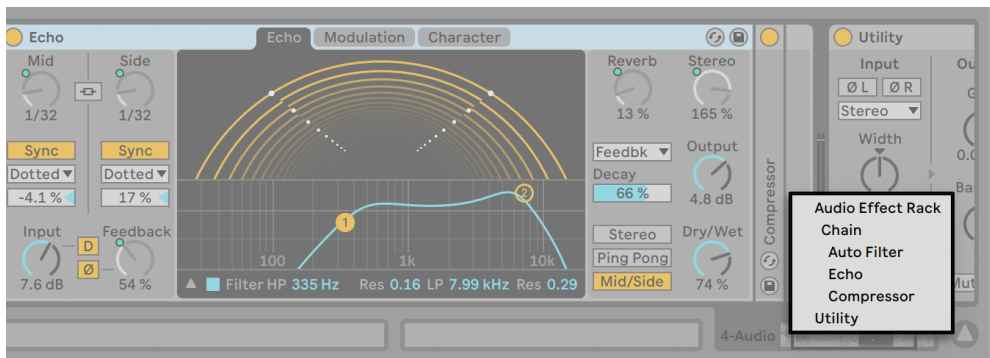 Echo
Echo Modulation Character
Utility
Mid Side
1/32 1/32
Sync Sync
Dotted Dotted
-4.1 % 17 %
Input Feedback
D
Ø
7.6 dB 54 %
100 1k 10k
1 2
Filter HP 335 Hz Res 0.16 LP 7.99 kHz Res 0.29
Reverb Stereo
13 % 165 %
Feedbk Output
Decay
66 % 4.8 dB
Stereo Dry/Wet
Ping Pong
Mid/Side 74 %
Compressor
Input
Ø L Ø R
Stereo
Width
Audio Effect Rack
Chain
Auto Filter
Echo
Compressor
Utility
4-Audio